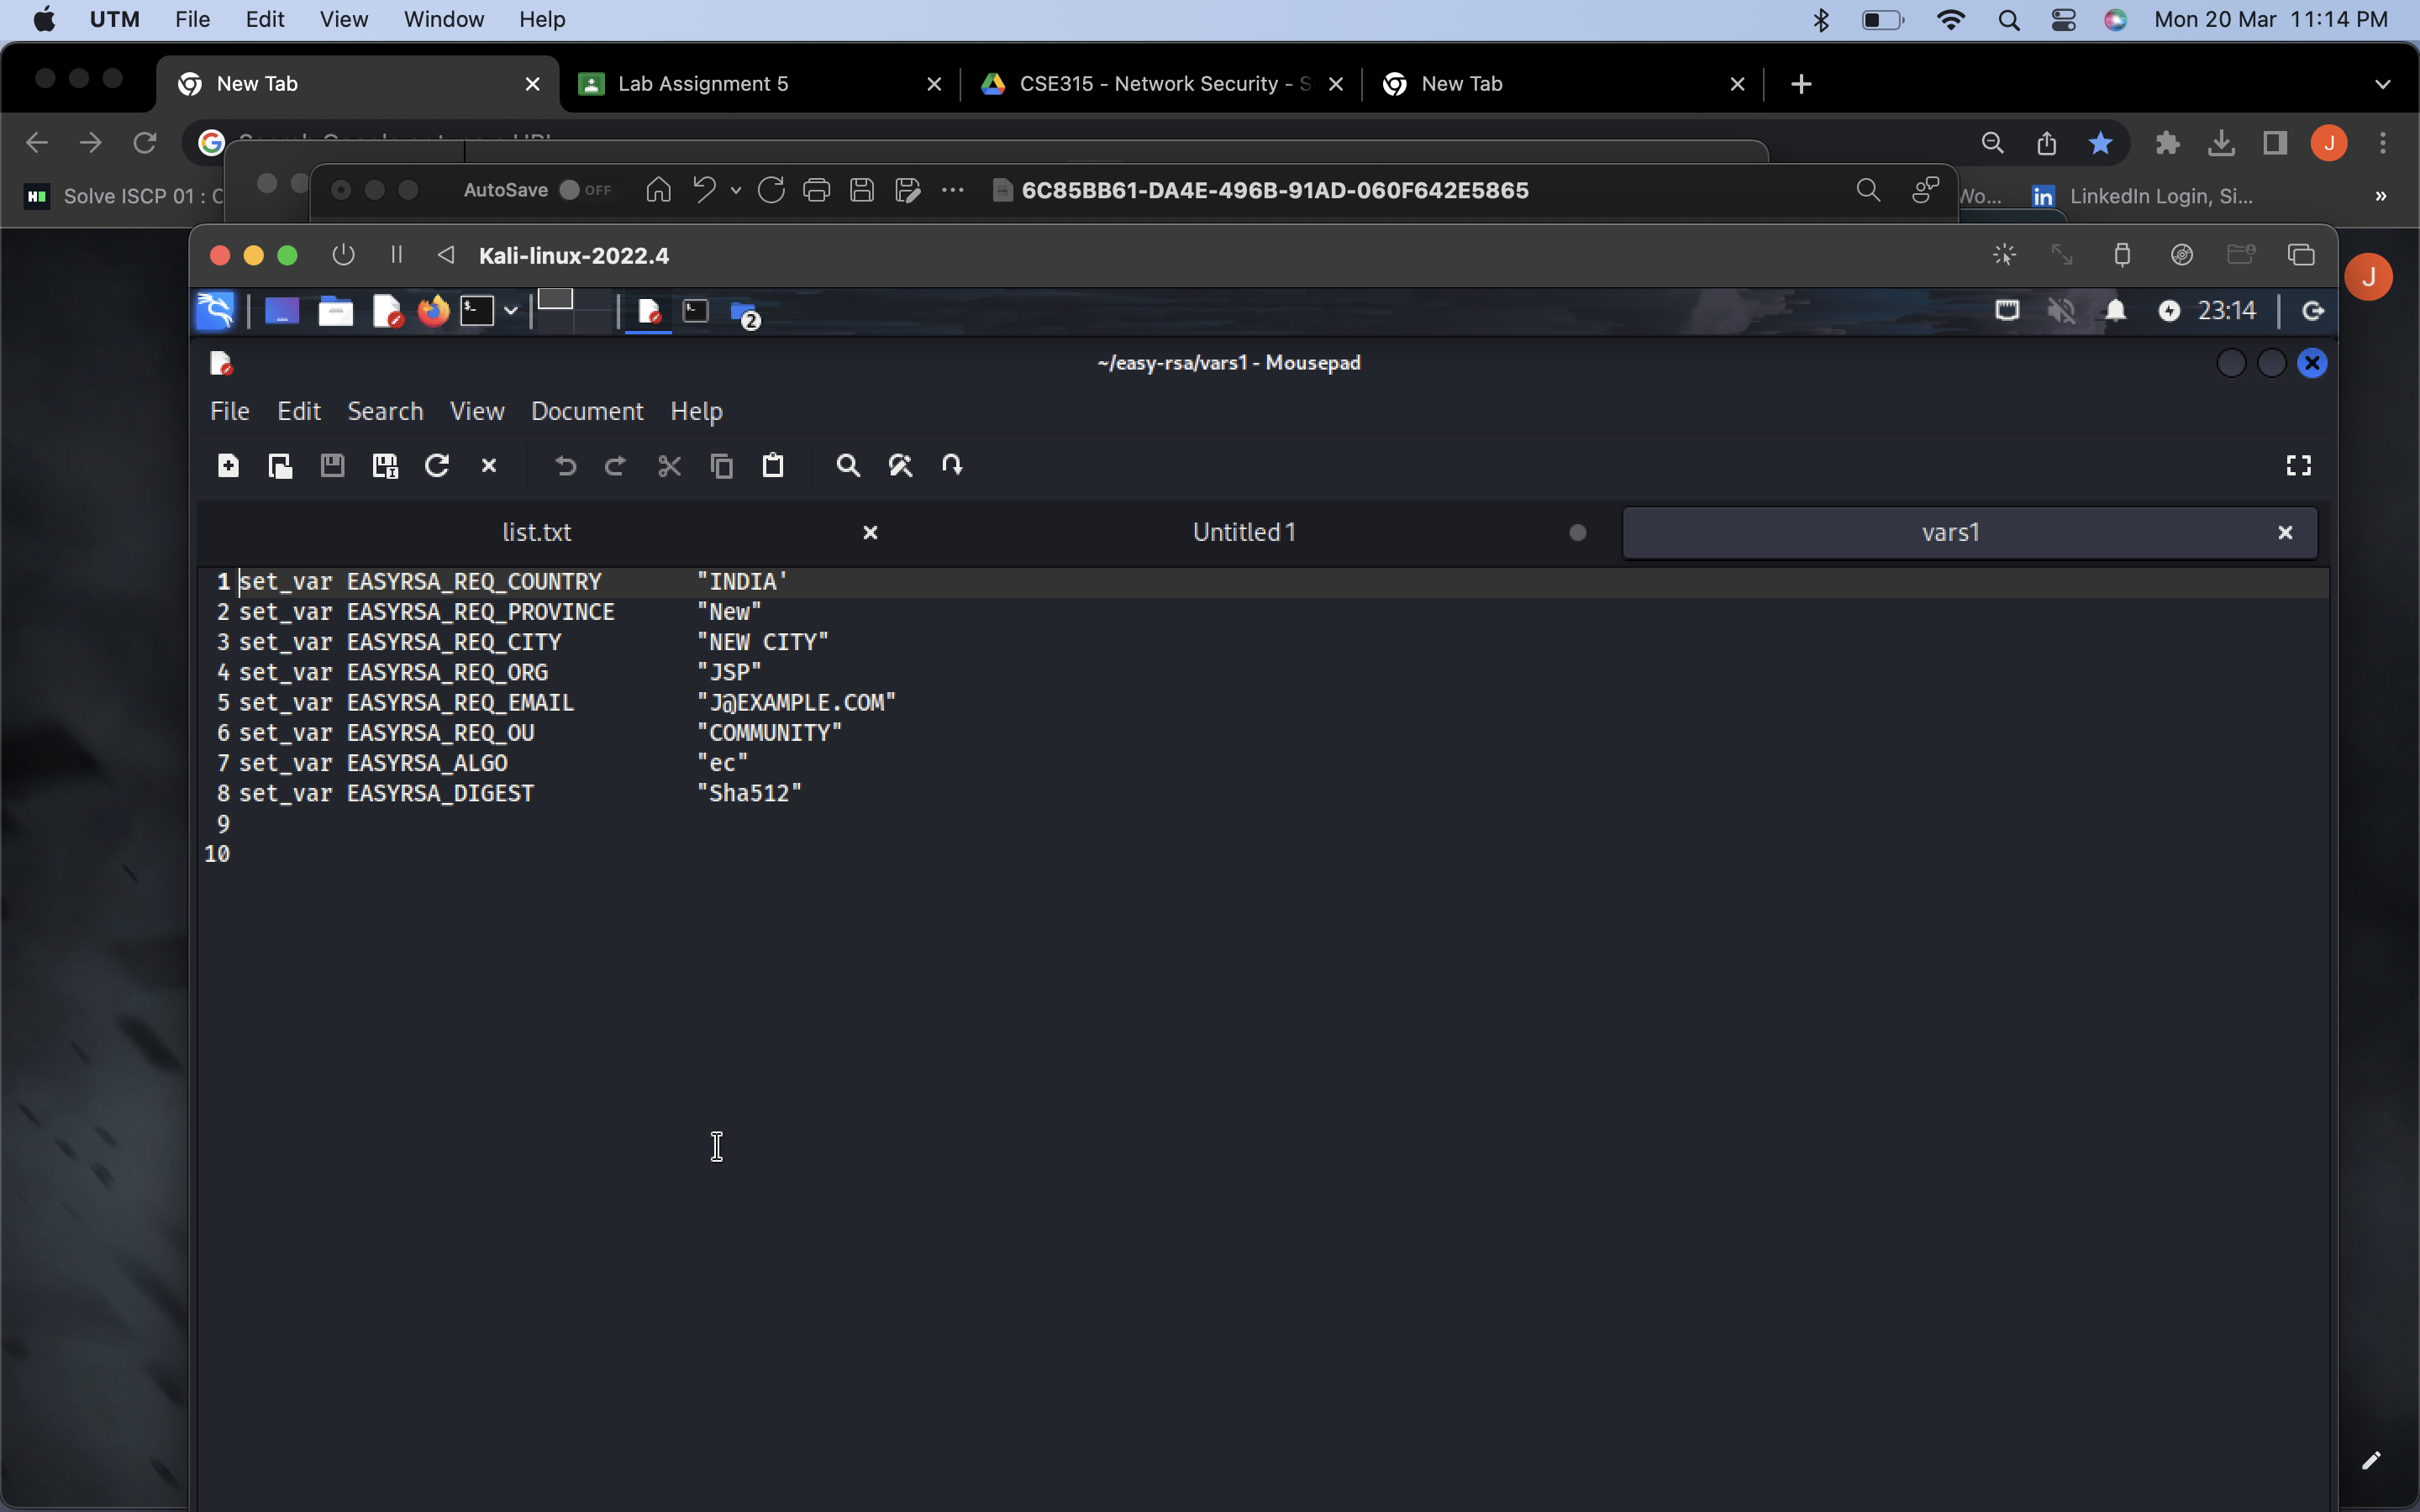 UTM File Edit View Window Help Mon 20 Mar 11:14 PM
New Tab Lab Assignment 5 CSE315 - Network Security - S New Tab
J
Solve ISCP 01 : C AutoSave OFF 6C85BB61-DA4E-496B-91AD-060F642E5865 Wo... in LinkedIn Login, Si... »
Kali-linux-2022.4
J
2 23:14
~/easy-rsa/vars1 - Mousepad
File Edit Search View Document Help
list.txt Untitled 1 vars1
1 set_var EASYRSA_REQ_COUNTRY "INDIA'
2 set_var EASYRSA_REQ_PROVINCE "New"
3 set_var EASYRSA_REQ_CITY "NEW CITY"
4 set_var EASYRSA_REQ_ORG "JSP"
5 set_var EASYRSA_REQ_EMAIL "J@EXAMPLE.COM"
6 set_var EASYRSA_REQ_OU "COMMUNITY"
7 set_var EASYRSA_ALGO "ec"
8 set_var EASYRSA_DIGEST "Sha512"
9
10